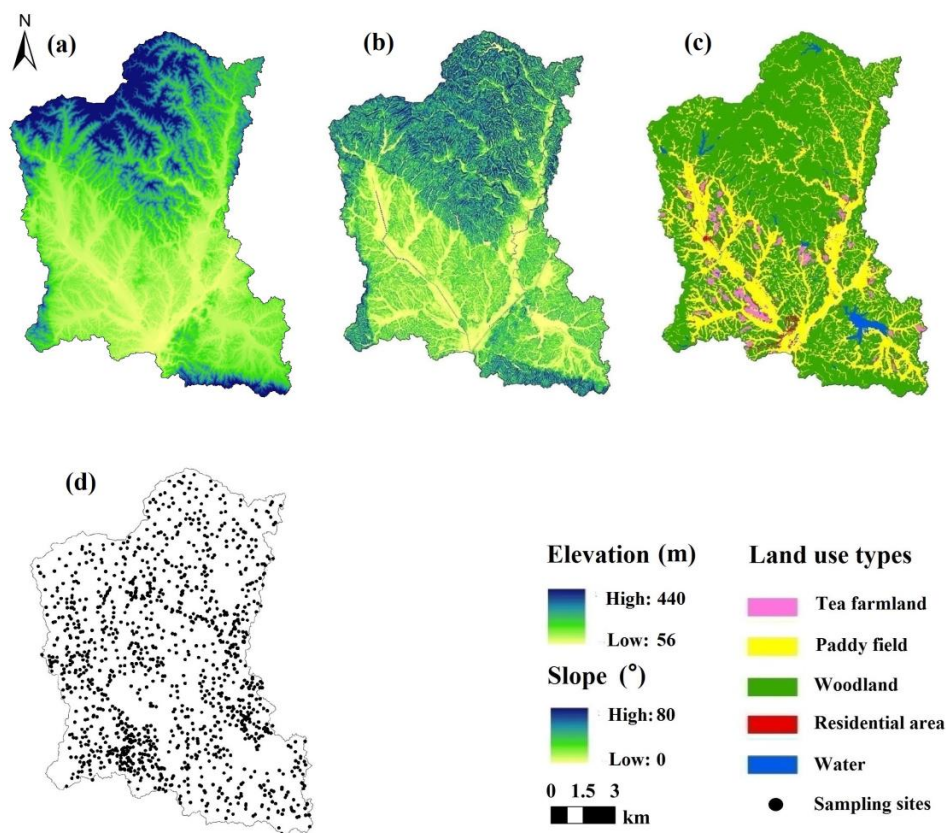 N
(a)
(b)
(c)
(d)
Elevation (m)
High: 440
Low: 56
Slope (°)
High: 80
Low: 0
0 1.5 3
km
Land use types
Tea farmland
Paddy field
Woodland
Residential area
Water
Sampling sites